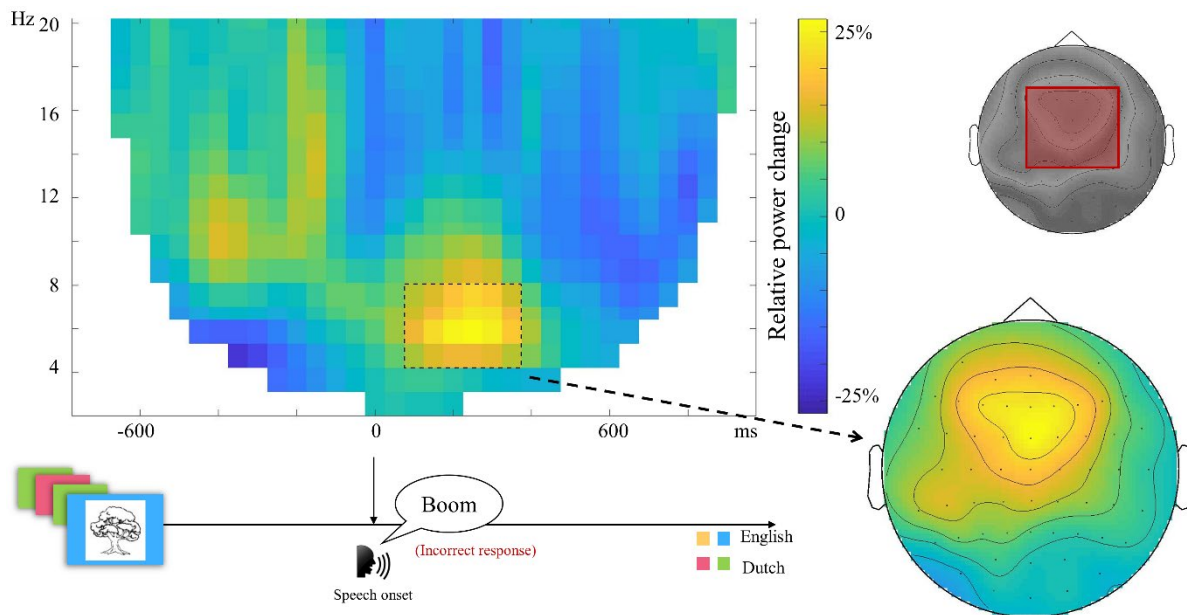 Hz
20
16
12
8
4
-600
0
600
ms
25%
0
-25%
Relative power change
Boom
(Incorrect response)
Speech onset
English
Dutch